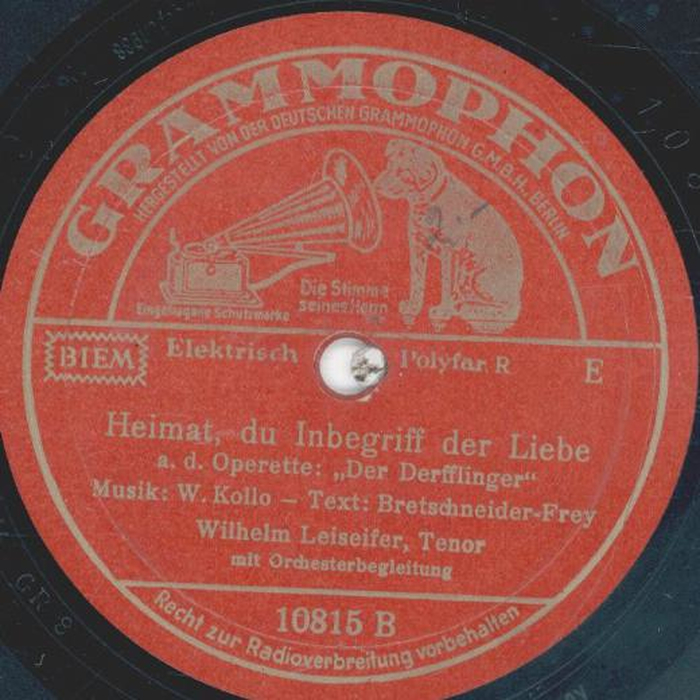 GRAMMOPHON
HERGESTELLT VON DER DEUTSCHEN GRAMMOPHON G.M.B.H., BERLIN
Die Stimme
seines Herrn
Eingetragene Schutzmarke
BIEM Elektrisch Polyfar R E
Heimat, du Inbegriff der Liebe
a. d. Operette: „Der Derfflinger“
Musik: W. Kollo – Text: Bretschneider-Frey
Wilhelm Leiseifer, Tenor
mit Orchesterbegleitung
10815 B
Recht zur Radioverbreitung vorbehalten
GR 8